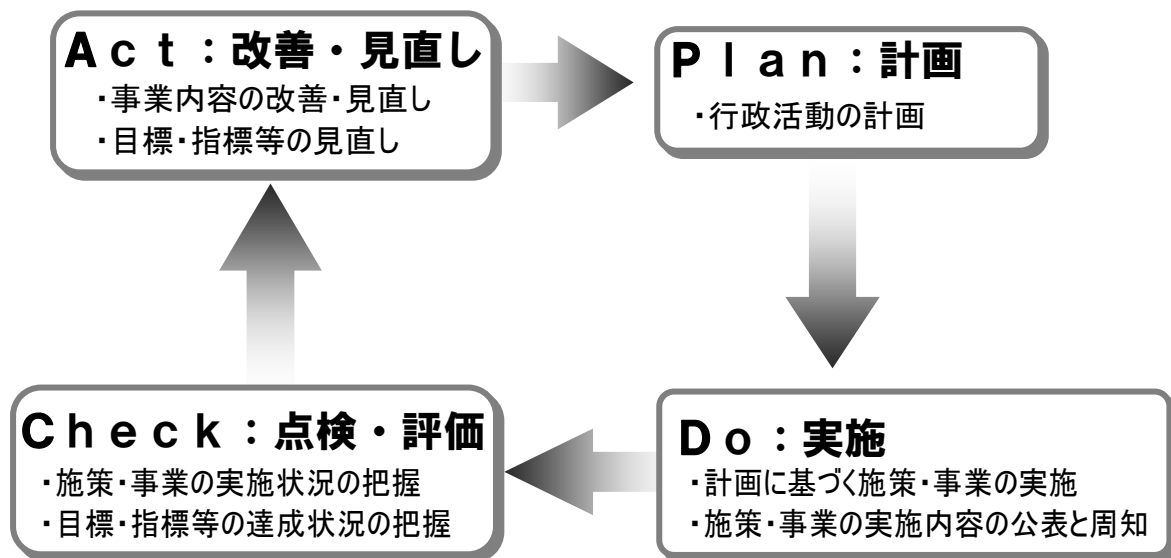 Ａｃｔ：改善・見直し
・事業内容の改善・見直し
・目標・指標等の見直し
Ｐｌａｎ：計画
・行政活動の計画
Ｄｏ：実施
・計画に基づく施策・事業の実施
・施策・事業の実施内容の公表と周知
Ｃｈｅｃｋ：点検・評価
・施策・事業の実施状況の把握
・目標・指標等の達成状況の把握